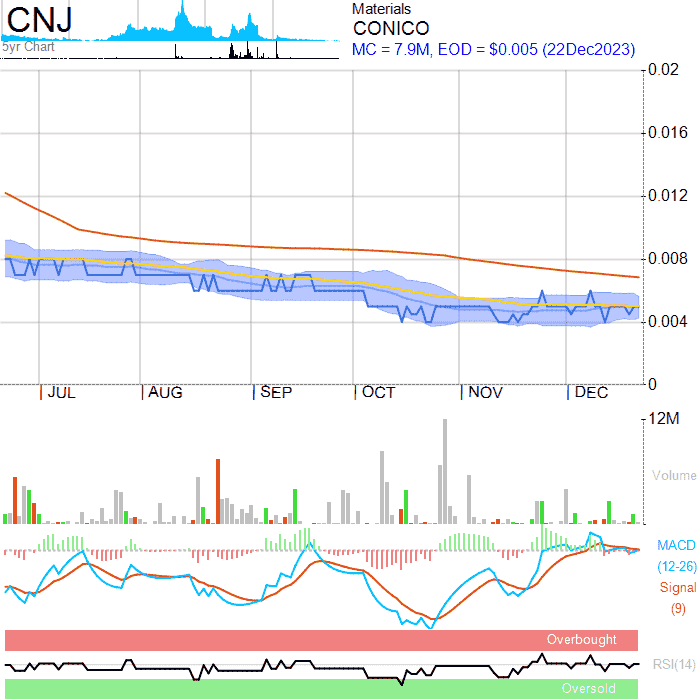 CNJ
5yr Chart
Materials
CONICO
MC = 7.9M, EOD = $0.005 (22Dec2023)
0.02
0.016
0.012
0.008
0.004
0
JUL AUG SEP OCT NOV DEC
12M
Volume
MACD
(12-26)
Signal
(9)
Overbought
RSI(14)
Oversold